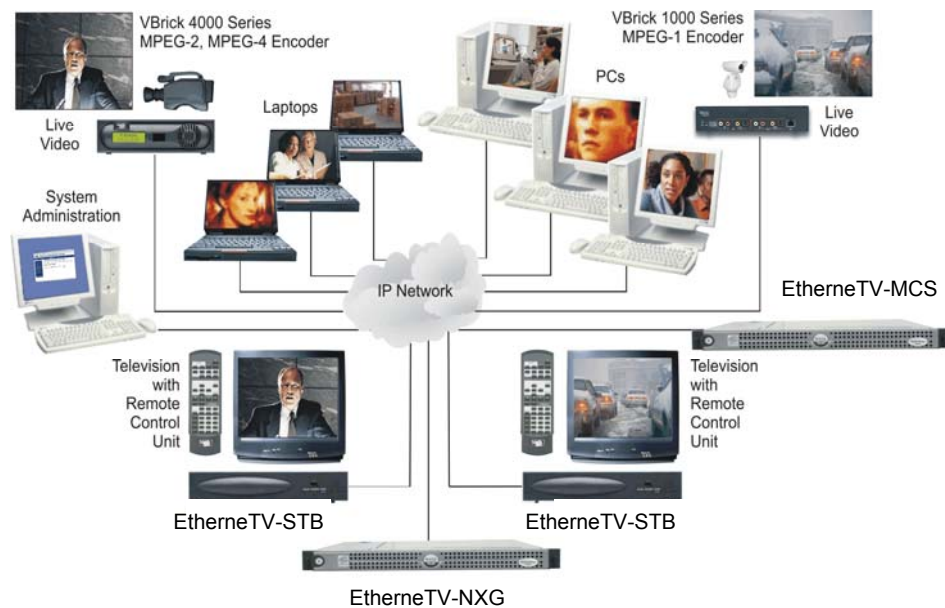 VBrick 4000 Series
MPEG-2, MPEG-4 Encoder
VBrick 1000 Series
MPEG-1 Encoder
PCs
Laptops
Live
Video
Live
Video
System
Administration
IP Network
EtherneTV-MCS
Television
with
Remote
Control
Unit
Television
with
Remote
Control
Unit
EtherneTV-STB
EtherneTV-STB
EtherneTV-NXG